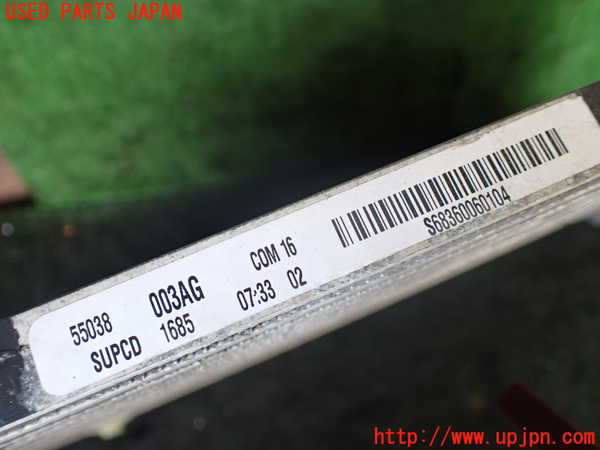 USED PARTS JAPAN
55038 003AG COM 16
SUPCD 1685 07:33 02
S68360060104
http://www.upjpn.com/